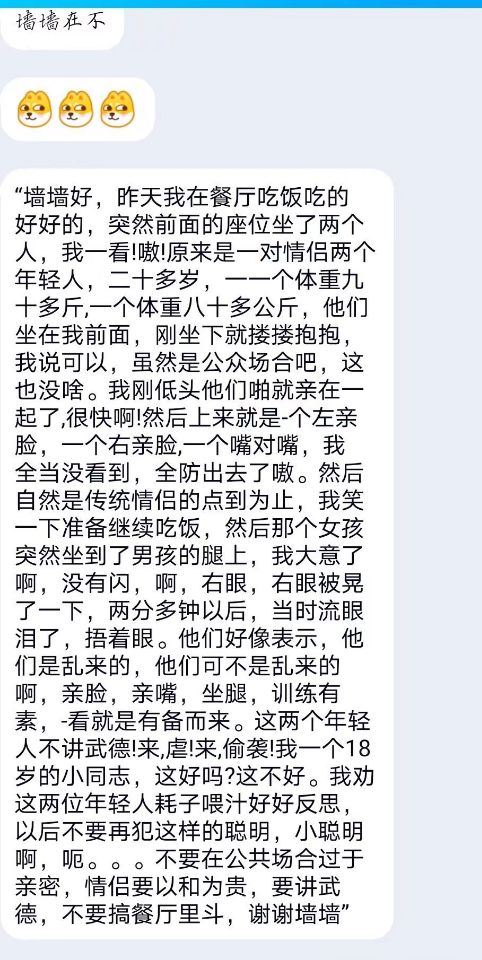 墙墙在不
“墙墙好，昨天我在餐厅吃饭吃的
好好的，突然前面的座位坐了两个
人，我一看!嗷!原来是一对情侣两个
年轻人，二十多岁，一一个体重九
十多斤,一个体重八十多公斤，他们
坐在我前面，刚坐下就搂搂抱抱，
我说可以，虽然是公众场合吧，这
也没啥。我刚低头他们啪就亲在一
起了,很快啊!然后上来就是-个左亲
脸，一个右亲脸,一个嘴对嘴，我
全当没看到，全防出去了嗷。然后
自然是传统情侣的点到为止，我笑
一下准备继续吃饭，然后那个女孩
突然坐到了男孩的腿上，我大意了
啊，没有闪，啊，右眼，右眼被晃
了一下，两分多钟以后，当时流眼
泪了，捂着眼。他们好像表示，他
们是乱来的，他们可不是乱来的
啊，亲脸，亲嘴，坐腿，训练有
素，-看就是有备而来。这两个年轻
人不讲武德!来,虐!来,偷袭!我一个18
岁的小同志，这好吗?这不好。我劝
这两位年轻人耗子喂汁好好反思，
以后不要再犯这样的聪明，小聪明
啊，呃。。。不要在公共场合过于
亲密，情侣要以和为贵，要讲武
德，不要搞餐厅里斗，谢谢墙墙”